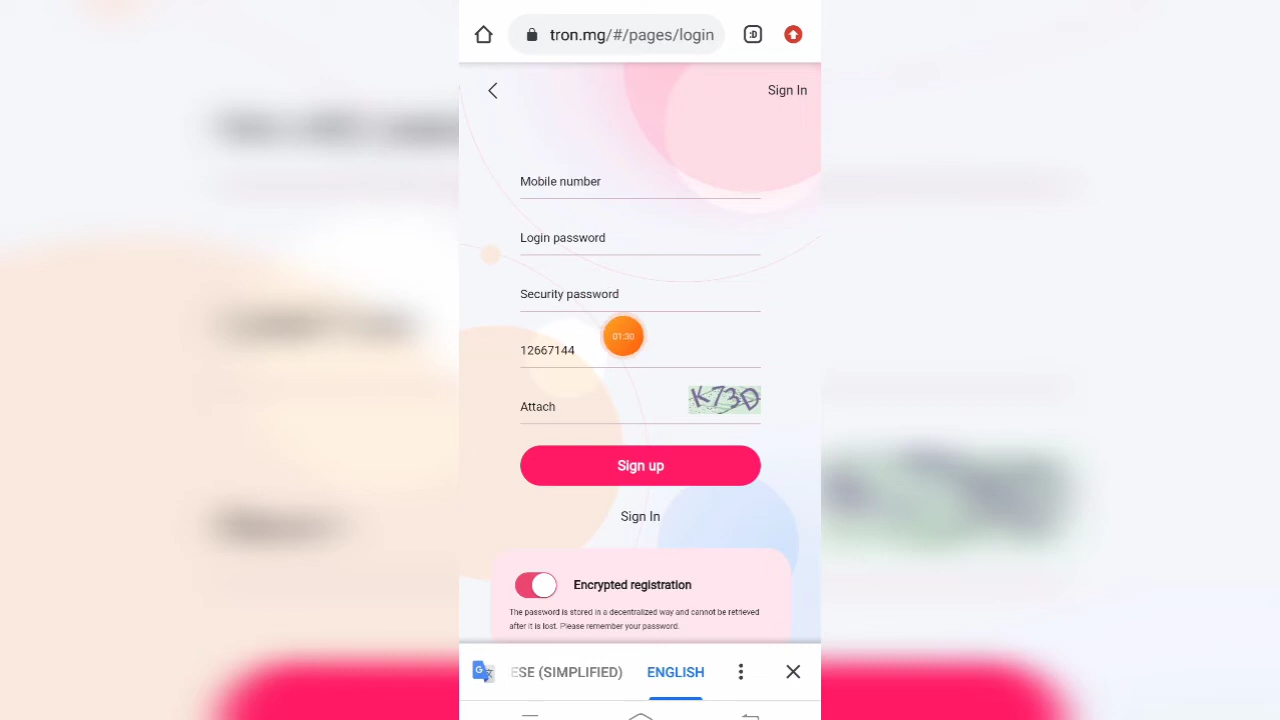 tron.mg/#/pages/login
:D
Sign In
Mobile number
Login password
Security password
01:30
12667144
Attach
K73D
Sign up
Sign In
Encrypted registration
The password is stored in a decentralized way and cannot be retrieved
after it is lost. Please remember your password.
ESE (SIMPLIFIED)
ENGLISH